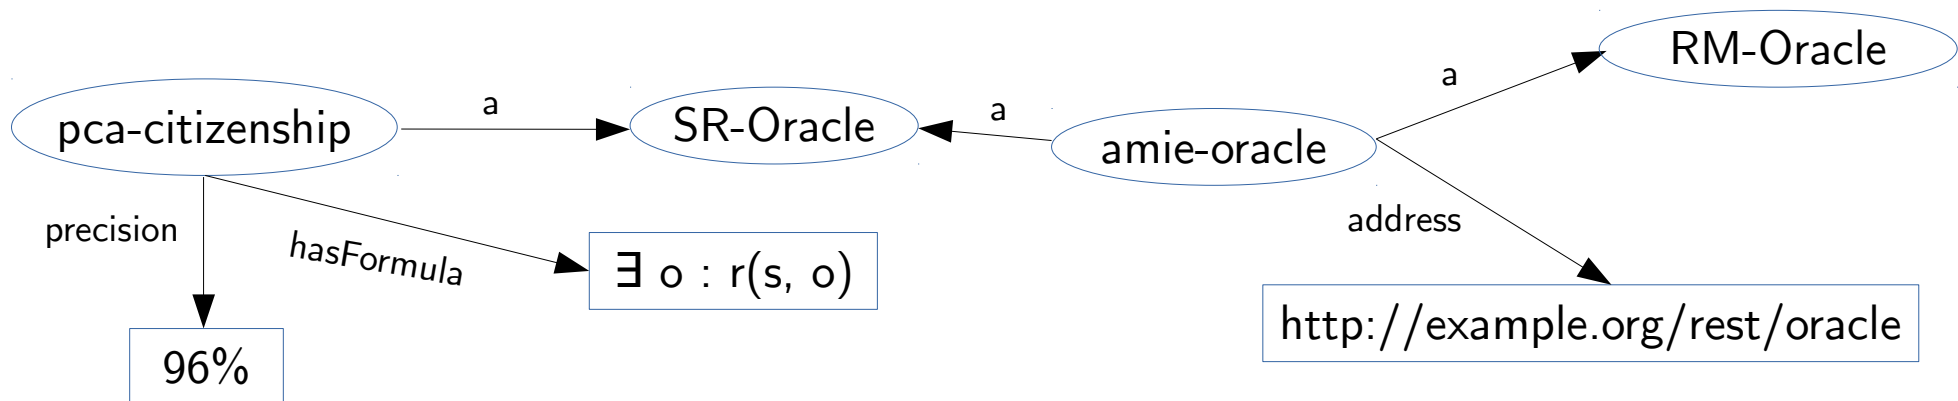 RM-Oracle
a
a
a
pca-citizenship
SR-Oracle
amie-oracle
precision
hasFormula
address
∃ o : r(s, o)
http://example.org/rest/oracle
96%